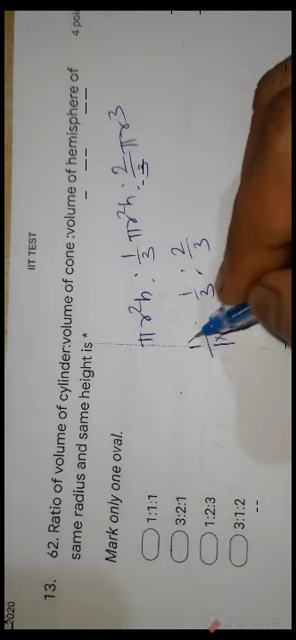 2020
IIT TEST
4 poi
13. 62. Ratio of volume of cylinder:volume of cone :volume of hemisphere of
same radius and same height is *
Mark only one oval.
1:1:1
3:2:1
1:2:3
3:1:2
πr2h : 1/3 πr2h : 2/3 πr3
1/1 : 1/3 : 2/3